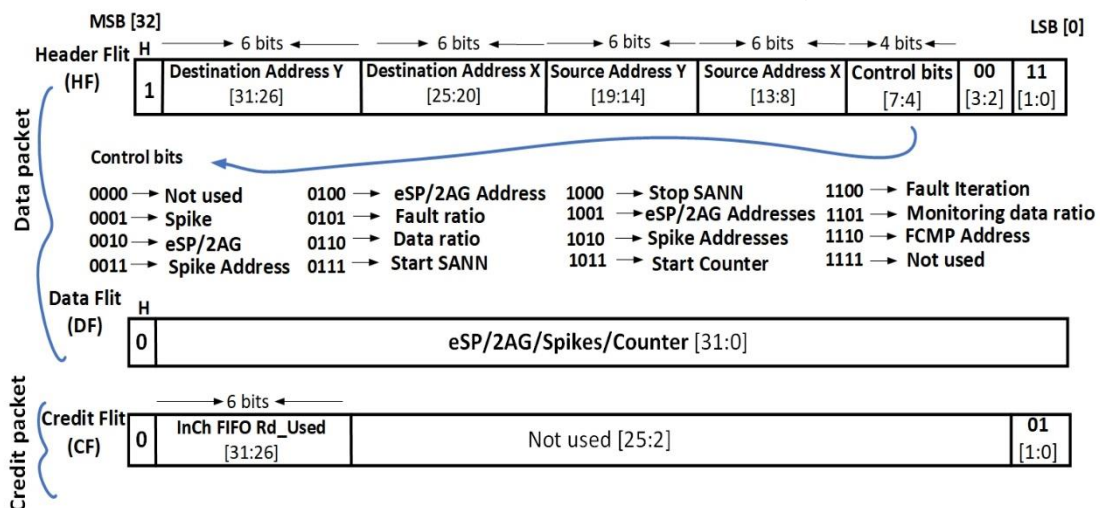 MSB [32] LSB [0]
Header Flit (HF)
H 6 bits 6 bits 6 bits 6 bits 4 bits
1 Destination Address Y [31:26] Destination Address X [25:20] Source Address Y [19:14] Source Address X [13:8] Control bits [7:4] 00 [3:2] 11 [1:0]
Data packet
Control bits
0000 → Not used
0001 → Spike
0010 → eSP/2AG
0011 → Spike Address
0100 → eSP/2AG Address
0101 → Fault ratio
0110 → Data ratio
0111 → Start SANN
1000 → Stop SANN
1001 → eSP/2AG Addresses
1010 → Spike Addresses
1011 → Start Counter
1100 → Fault Iteration
1101 → Monitoring data ratio
1110 → FCMP Address
1111 → Not used
Data Flit (DF)
H
0 eSP/2AG/Spikes/Counter [31:0]
Credit packet
Credit Flit (CF)
6 bits
0 InCh FIFO Rd_Used [31:26] Not used [25:2] 01 [1:0]